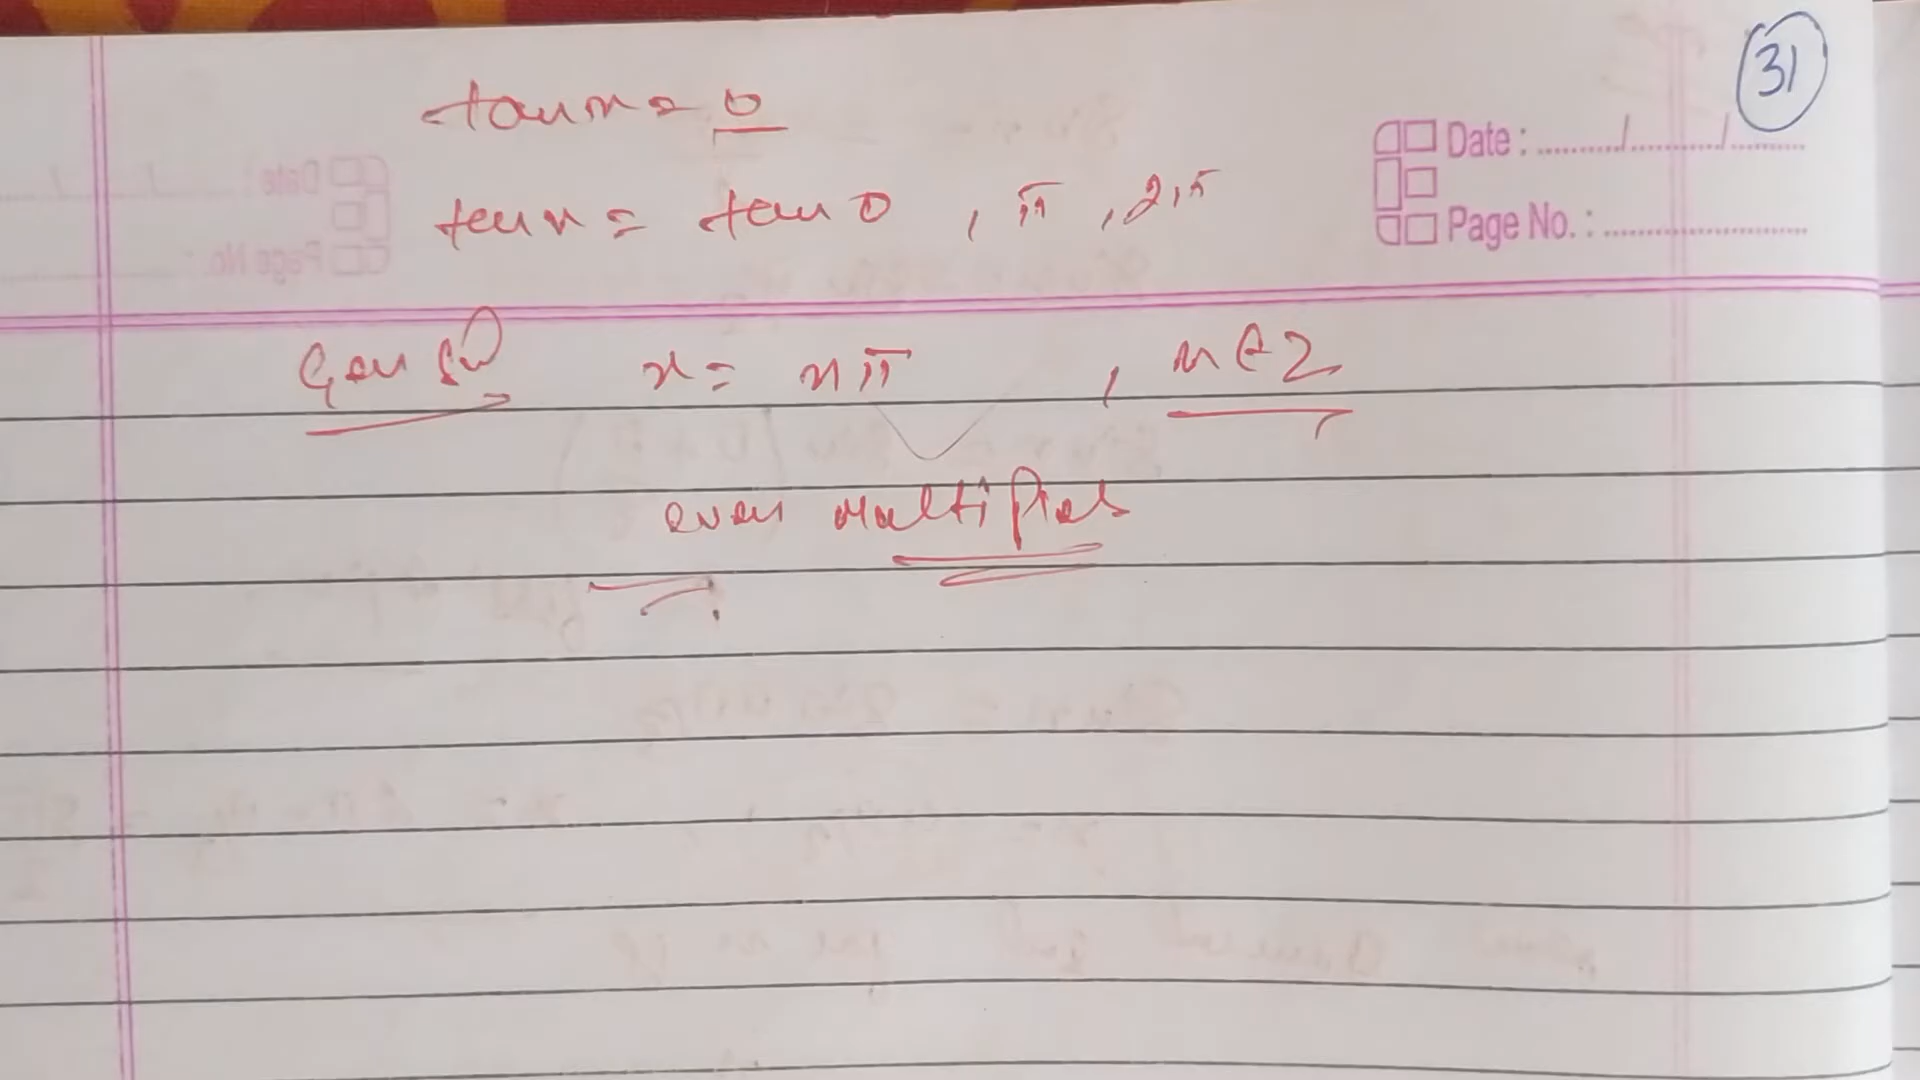 31
tan x = 0
Date : ......../........../..........
tan x = tan 0 , π , 2π
Page No. : ..............................
Gen Sol x = nπ , n ∈ Z
even Multiples